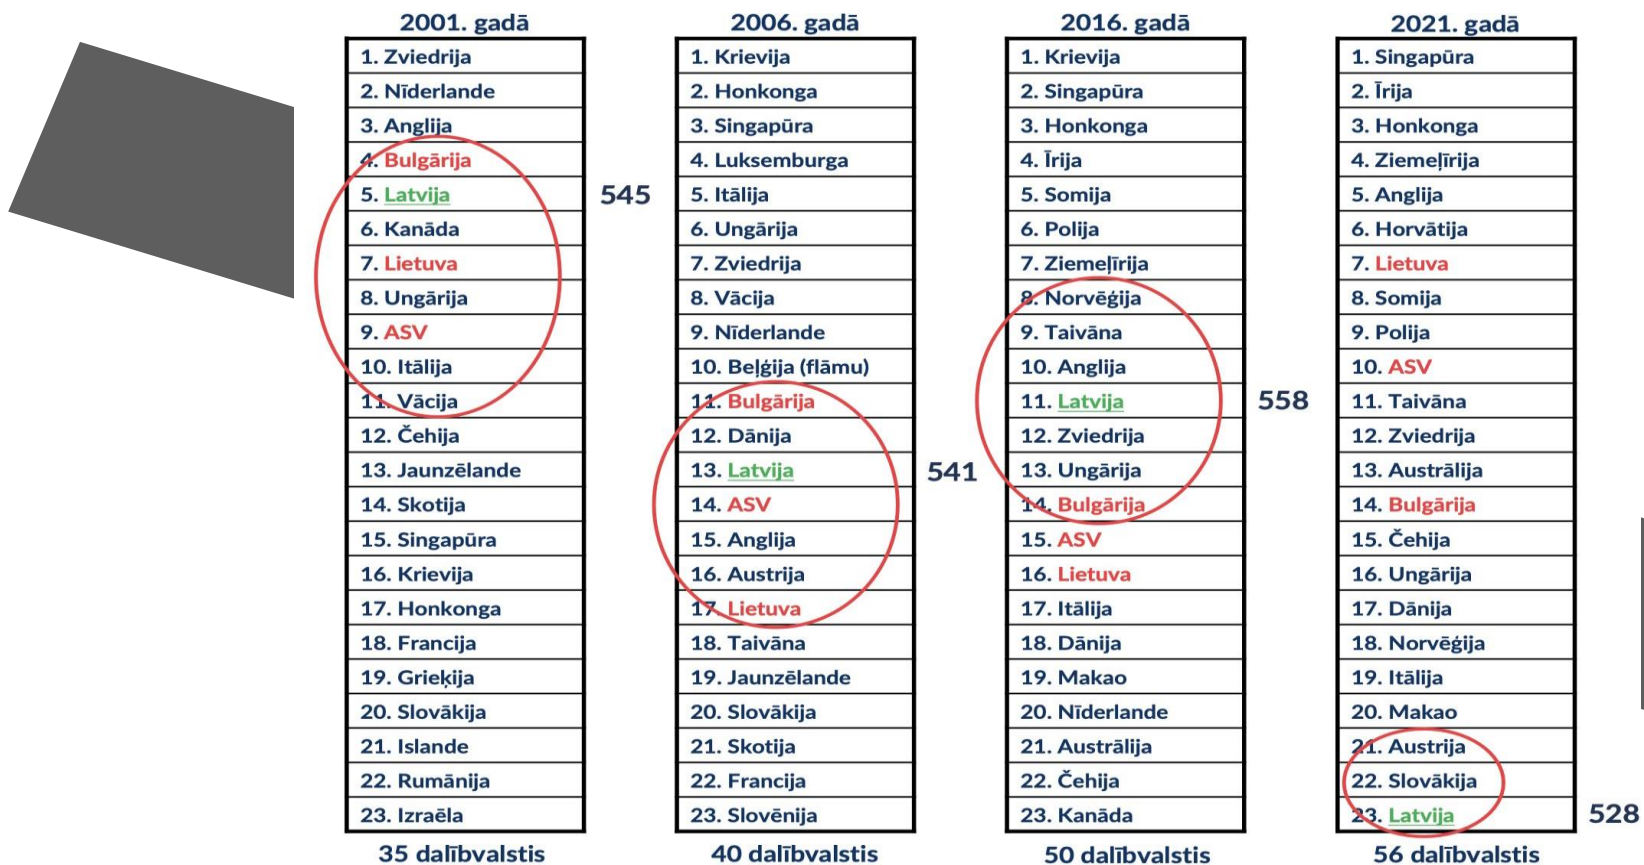 2001. gadā
1. Zviedrija
2. Nīderlande
3. Anglija
4. Bulgārija
5. Latvija
545
6. Kanāda
7. Lietuva
8. Ungārija
9. ASV
10. Itālija
11. Vācija
12. Čehija
13. Jaunzēlande
14. Skotija
15. Singapūra
16. Krievija
17. Honkonga
18. Francija
19. Grieķija
20. Slovākija
21. Islande
22. Rumānija
23. Izraēla
35 dalībvalstis
2006. gadā
1. Krievija
2. Honkonga
3. Singapūra
4. Luksemburga
5. Itālija
6. Ungārija
7. Zviedrija
8. Vācija
9. Nīderlande
10. Beļģija (flāmu)
11. Bulgārija
12. Dānija
13. Latvija
541
14. ASV
15. Anglija
16. Austrija
17. Lietuva
18. Taivāna
19. Jaunzēlande
20. Slovākija
21. Skotija
22. Francija
23. Slovēnija
40 dalībvalstis
2016. gadā
1. Krievija
2. Singapūra
3. Honkonga
4. Īrija
5. Somija
6. Polija
7. Ziemeļīrija
8. Norvēģija
9. Taivāna
10. Anglija
11. Latvija
558
12. Zviedrija
13. Ungārija
14. Bulgārija
15. ASV
16. Lietuva
17. Itālija
18. Dānija
19. Makao
20. Nīderlande
21. Austrālija
22. Čehija
23. Kanāda
50 dalībvalstis
2021. gadā
1. Singapūra
2. Īrija
3. Honkonga
4. Ziemeļīrija
5. Anglija
6. Horvātija
7. Lietuva
8. Somija
9. Polija
10. ASV
11. Taivāna
12. Zviedrija
13. Austrālija
14. Bulgārija
15. Čehija
16. Ungārija
17. Dānija
18. Norvēģija
19. Itālija
20. Makao
21. Austrija
22. Slovākija
23. Latvija
528
56 dalībvalstis